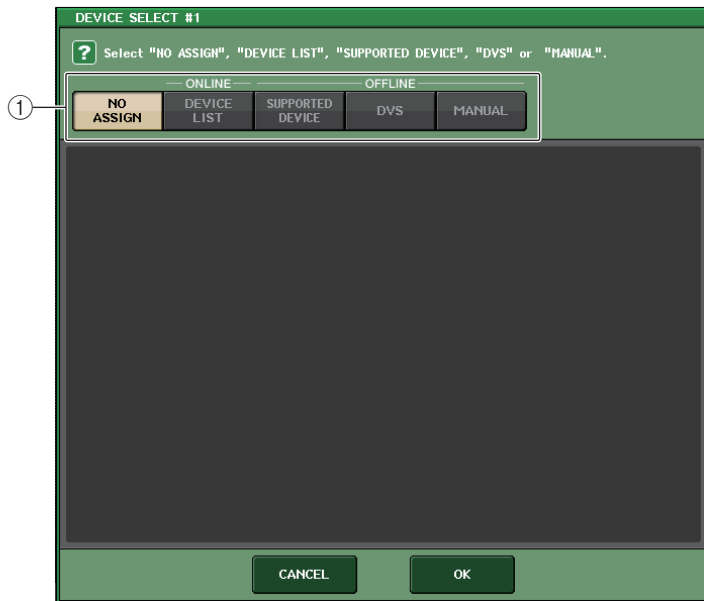 DEVICE SELECT #1
? Select "NO ASSIGN", "DEVICE LIST", "SUPPORTED DEVICE", "DVS" or "MANUAL".
ONLINE OFFLINE
1
NO ASSIGN
DEVICE LIST
SUPPORTED DEVICE
DVS
MANUAL
CANCEL OK